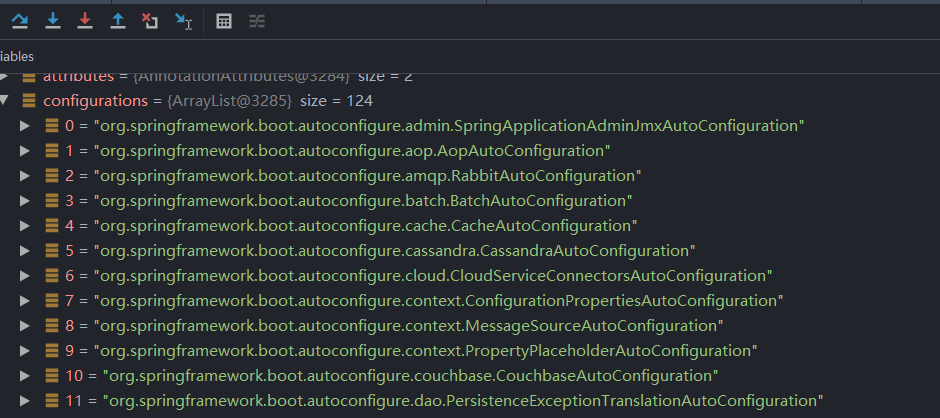 iables
attributes = {AnnotationAttributes@3284} size = 2
configurations = {ArrayList@3285} size = 124
0 = "org.springframework.boot.autoconfigure.admin.SpringApplicationAdminJmxAutoConfiguration"
1 = "org.springframework.boot.autoconfigure.aop.AopAutoConfiguration"
2 = "org.springframework.boot.autoconfigure.amqp.RabbitAutoConfiguration"
3 = "org.springframework.boot.autoconfigure.batch.BatchAutoConfiguration"
4 = "org.springframework.boot.autoconfigure.cache.CacheAutoConfiguration"
5 = "org.springframework.boot.autoconfigure.cassandra.CassandraAutoConfiguration"
6 = "org.springframework.boot.autoconfigure.cloud.CloudServiceConnectorsAutoConfiguration"
7 = "org.springframework.boot.autoconfigure.context.ConfigurationPropertiesAutoConfiguration"
8 = "org.springframework.boot.autoconfigure.context.MessageSourceAutoConfiguration"
9 = "org.springframework.boot.autoconfigure.context.PropertyPlaceholderAutoConfiguration"
10 = "org.springframework.boot.autoconfigure.couchbase.CouchbaseAutoConfiguration"
11 = "org.springframework.boot.autoconfigure.dao.PersistenceExceptionTranslationAutoConfiguration"